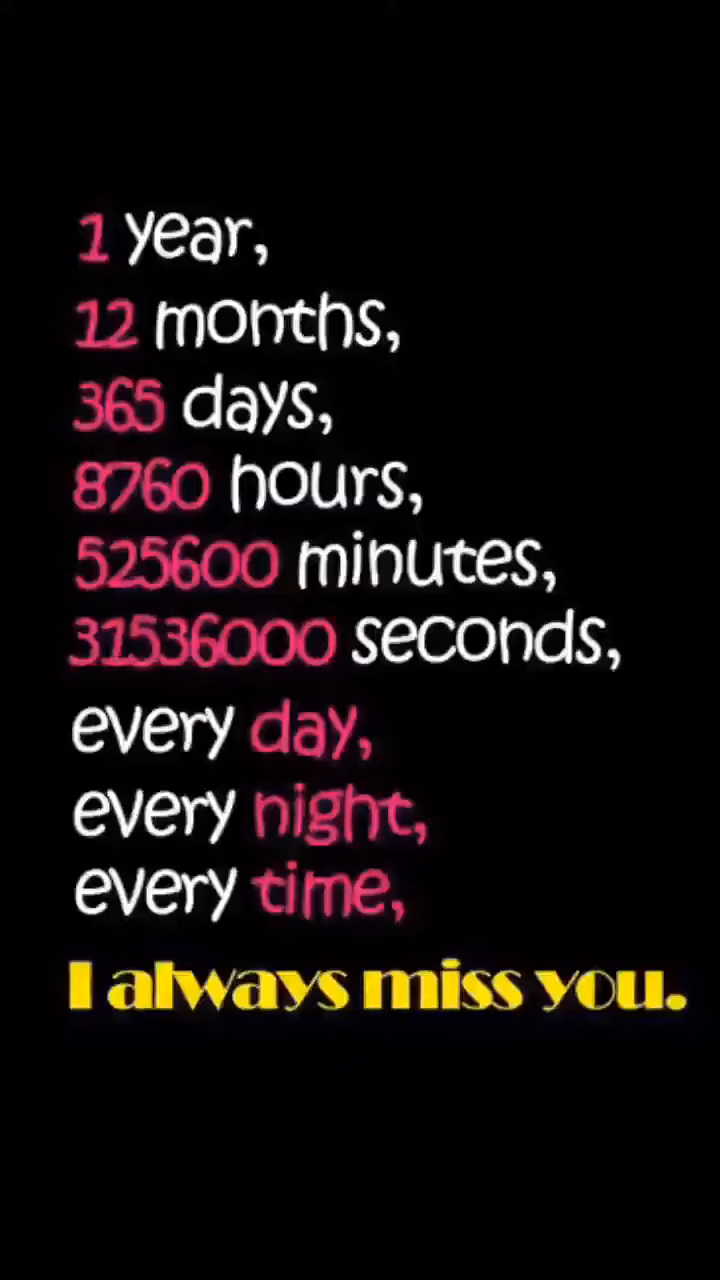 1 year,
12 months,
365 days,
8760 hours,
525600 minutes,
31536000 seconds,
every day,
every night,
every time,
I always miss you.